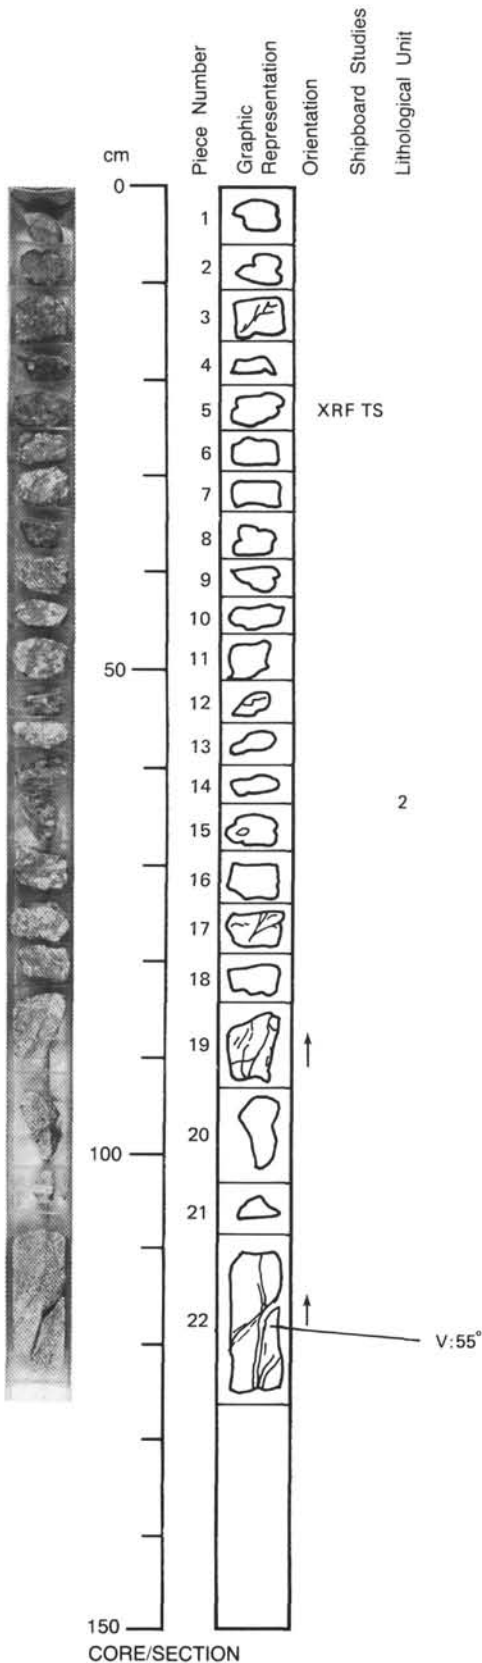 cm
Piece Number
Graphic
Representation
Orientation
Shipboard Studies
Lithological Unit
0
1
2
3
4
5 XRF TS
6
7
8
9
10
11
50
12
13
14
2
15
16
17
18
19
20
100
21
22
V:55°
150
CORE/SECTION